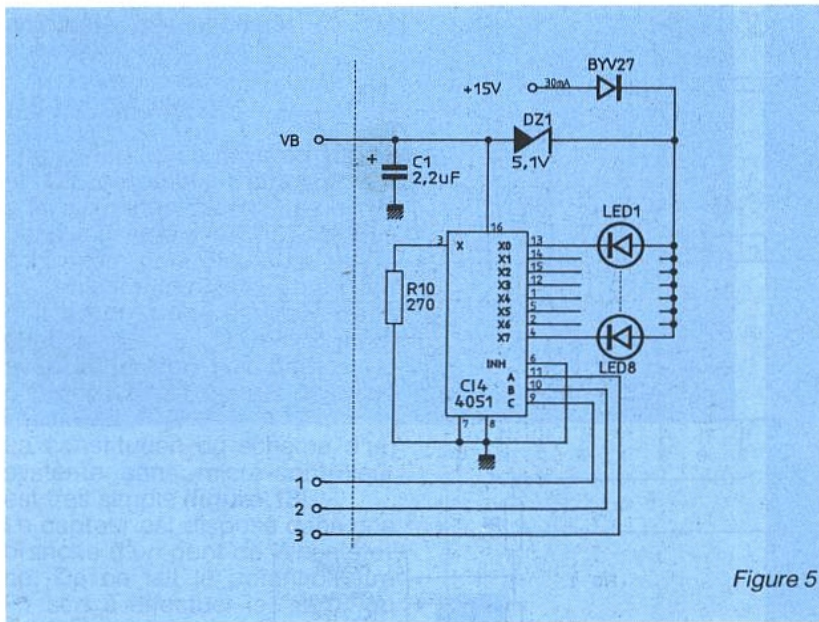 BYV27
+15V
30mA
DZ1
5,1V
VB
+
C1
2,2uF
LED1
16
3
X
X0
13
X1
14
X2
15
X3
12
X4
1
X5
5
X6
2
X7
4
R10
270
LED8
INH
6
A
11
B
10
C
9
CI4
4051
7
8
1
2
3
Figure 5